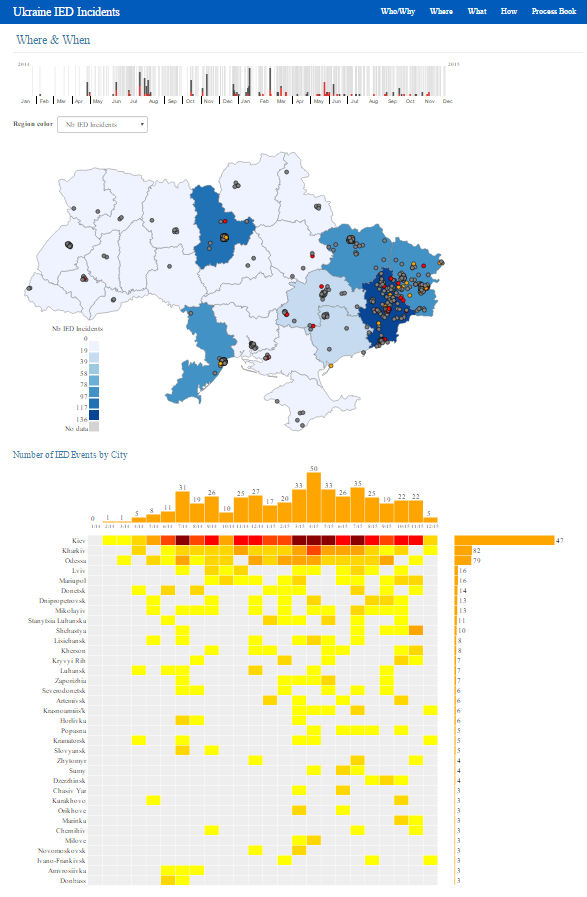 Ukraine IED Incidents
Who/Why Where What How Process Book
Where & When
2014 2015
Jan Feb Mar Apr May Jun Jul Aug Sep Oct Nov Dec Jan Feb Mar Apr May Jun Jul Aug Sep Oct Nov Dec
Region color Nb IED Incidents
Nb IED Incidents
0
19
39
58
78
97
117
136
No data
Number of IED Events by City
0 1 1 5 8 11 31 19 26 10 25 27 17 20 33 50 33 26 35 25 19 22 22 5
Kiev 47
Kharkiv 82
Odessa 79
Lviv 16
Mariupol 16
Donetsk 14
Dnipropetrovsk 13
Mikolayiv 13
Stanytsia Luhanska 11
Shchastya 10
Lisichansk 8
Kherson 8
Kryvyi Rih 7
Luhansk 7
Zaporizhia 7
Severodonetsk 6
Artemivsk 6
Krasnoarmiis'k 6
Horlivka 6
Popasna 5
Kramatorsk 5
Slovyansk 5
Zhytomyr 4
Sumy 4
Dzerzhinsk 4
Chasiv Yar 3
Kurakhovo 3
Orikhove 3
Marinka 3
Chernihiv 3
Milove 3
Novomoskovsk 3
Ivano-Frankivsk 3
Amvrosiivka 3
Donbass 3